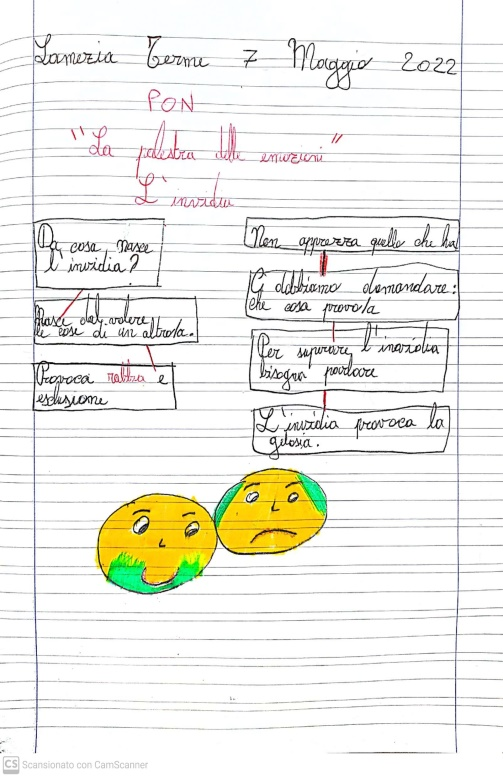 Lamezia Terme 7 Maggio 2022
PON
"La palestra delle emozioni"
L'invidia
Da cosa nasce
l'invidia?
Nasce dal volere
le cose di un altro/a.
Provoca rabbia e
esclusione
Non apprezza quello che ha
Ci dobbiamo domandare:
che cosa provo/a
Per superare l'invidia
bisogna perdonare
L'invidia provoca la
gelosia.
CS Scansionato con CamScanner